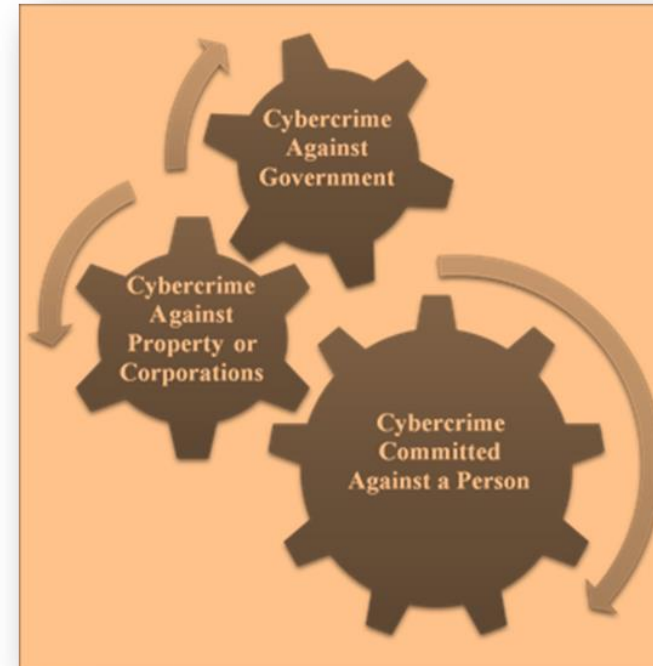 Cybercrime
Against
Government
Cybercrime
Against
Property or
Corporations
Cybercrime
Committed
Against a Person